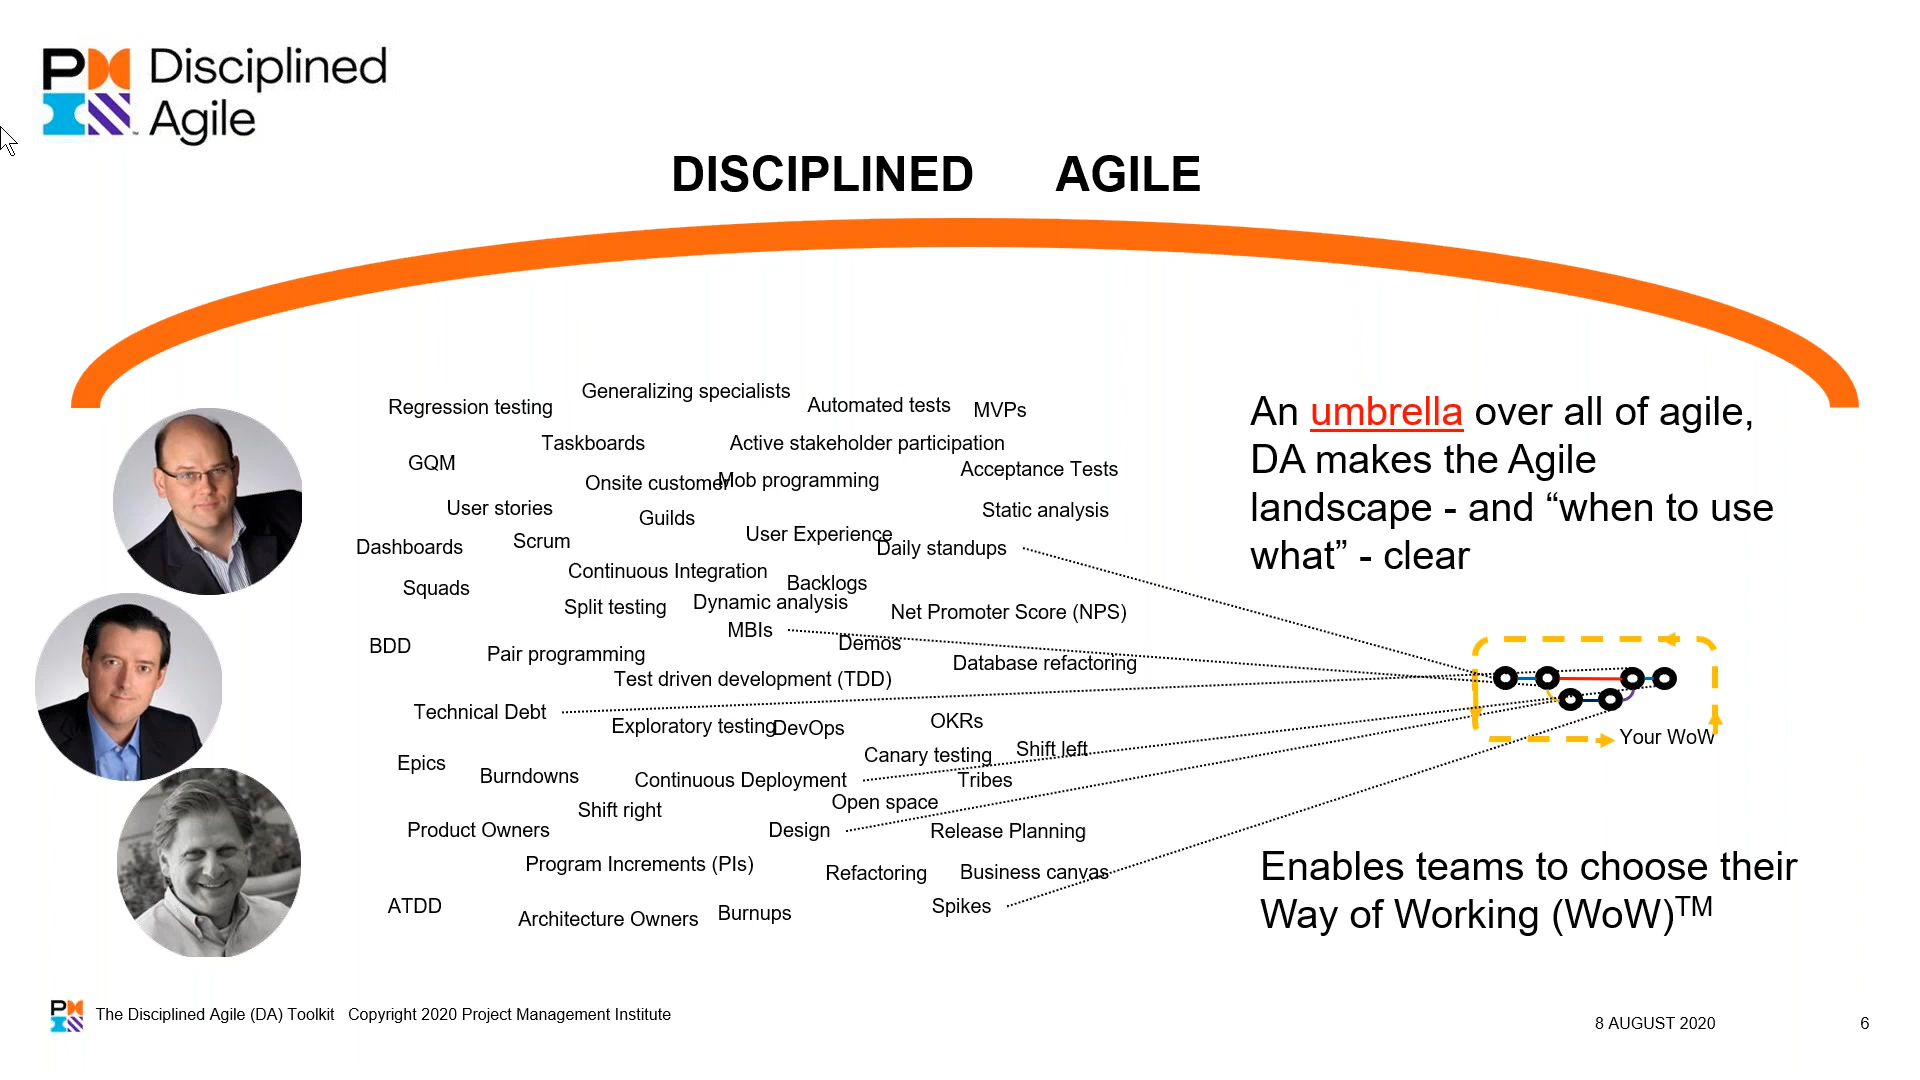 PMI Disciplined
Agile
DISCIPLINED AGILE
Regression testing
Generalizing specialists
Automated tests
MVPs
Taskboards
Active stakeholder participation
GQM
Acceptance Tests
Onsite customer
Mob programming
User stories
Guilds
Static analysis
User Experience
Dashboards
Scrum
Daily standups
Continuous Integration
Backlogs
Squads
Split testing
Dynamic analysis
Net Promoter Score (NPS)
MBIs
Demos
BDD
Pair programming
Database refactoring
Test driven development (TDD)
Technical Debt
Exploratory testing
DevOps
OKRs
Canary testing
Shift left
Epics
Burndowns
Continuous Deployment
Tribes
Shift right
Open space
Product Owners
Design
Release Planning
Program Increments (PIs)
Refactoring
Business canvas
ATDD
Architecture Owners
Burnups
Spikes
An umbrella over all of agile,
DA makes the Agile
landscape - and “when to use
what” - clear
Your WoW
Enables teams to choose their
Way of Working (WoW)TM
The Disciplined Agile (DA) Toolkit Copyright 2020 Project Management Institute
8 AUGUST 2020
6